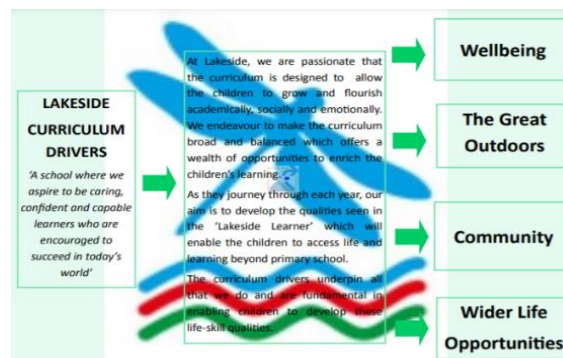 LAKESIDE
CURRICULUM
DRIVERS
'A school where we
aspire to be caring,
confident and capable
learners who are
encouraged to
succeed in today's
world'
At Lakeside, we are passionate that
the curriculum is designed to allow
the children to grow and flourish
academically, socially and emotionally.
We endeavour to make the curriculum
broad and balanced which offers a
wealth of opportunities to enrich the
children's learning.
As they journey through each year, our
aim is to develop the qualities seen in
the 'Lakeside Learner' which will
enable the children to access life and
learning beyond primary school.
The curriculum drivers underpin all
that we do and are fundamental in
enabling children to develop these
life-skill qualities.
Wellbeing
The Great
Outdoors
Community
Wider Life
Opportunities